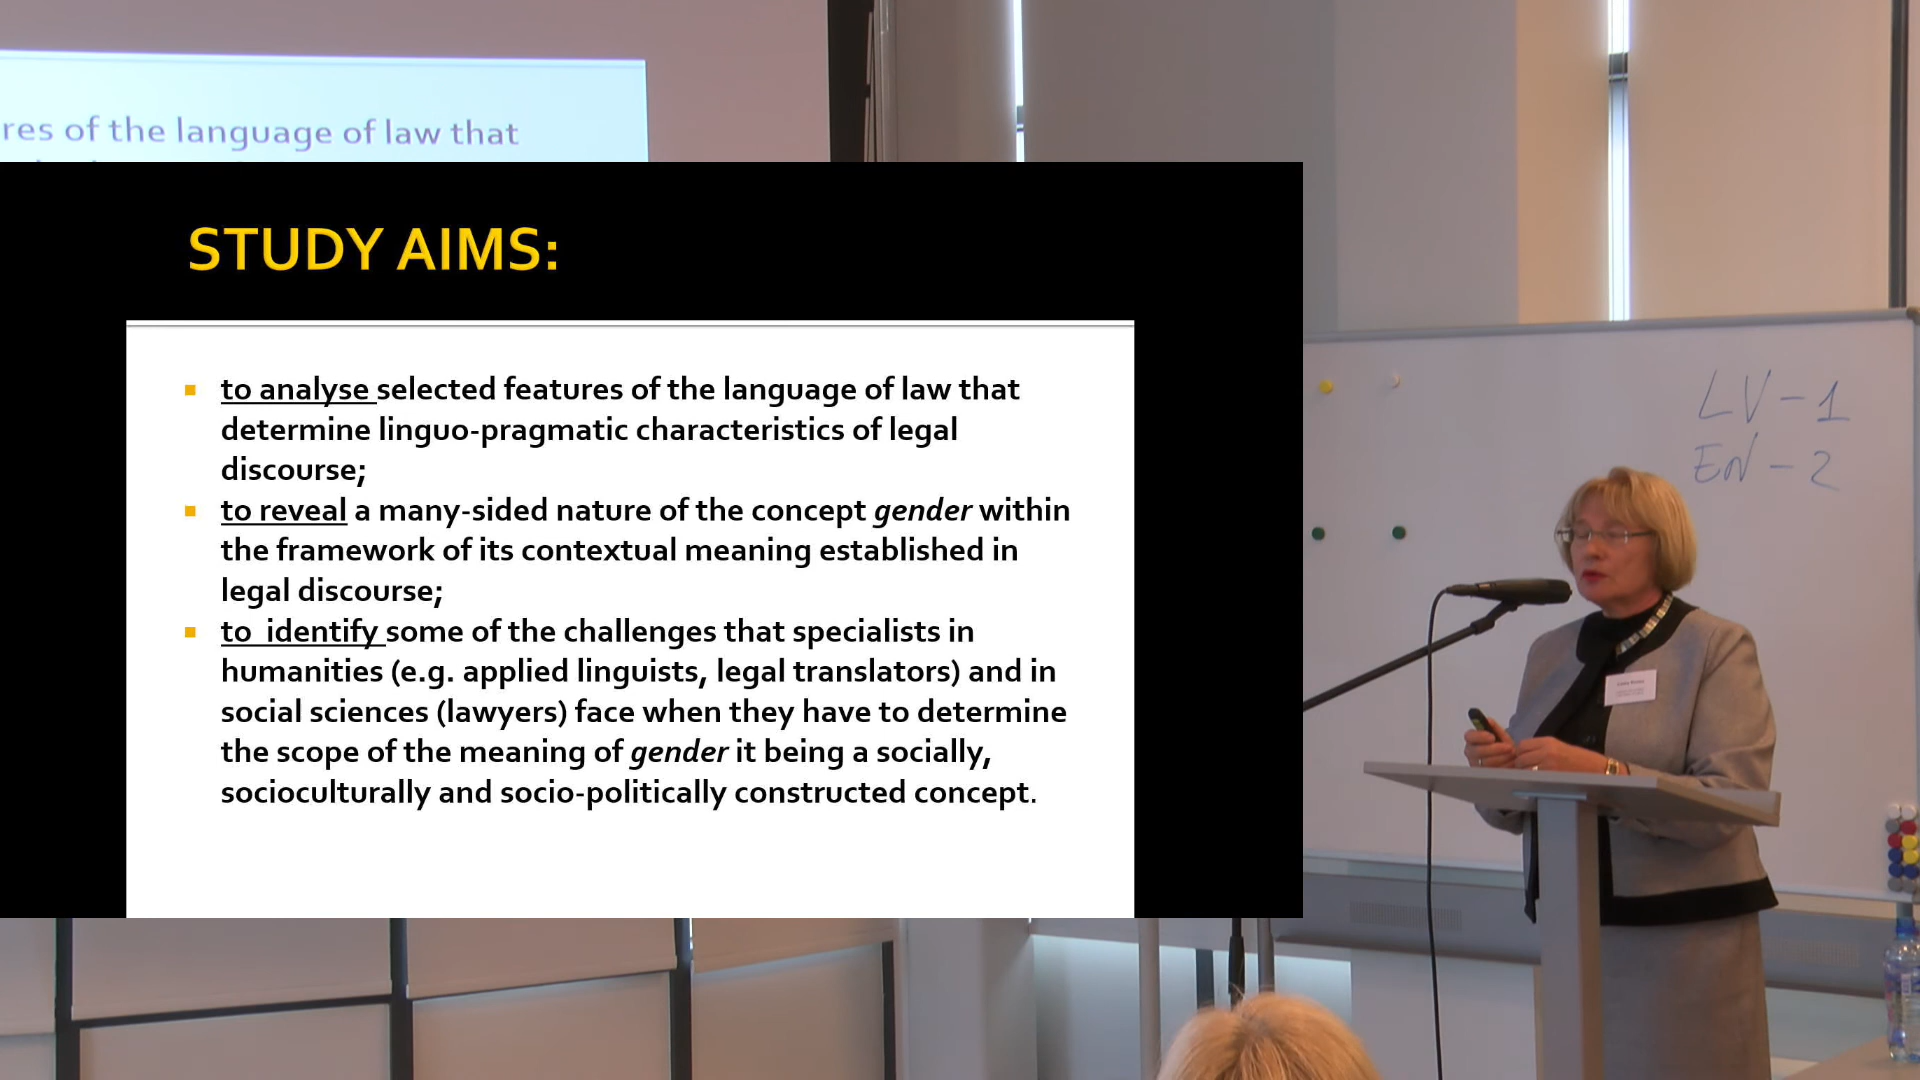 res of the language of law that
STUDY AIMS:
to analyse selected features of the language of law that
determine linguo-pragmatic characteristics of legal
discourse;
to reveal a many-sided nature of the concept gender within
the framework of its contextual meaning established in
legal discourse;
to identify some of the challenges that specialists in
humanities (e.g. applied linguists, legal translators) and in
social sciences (lawyers) face when they have to determine
the scope of the meaning of gender it being a socially,
socioculturally and socio-politically constructed concept.
LV-1
EN-2